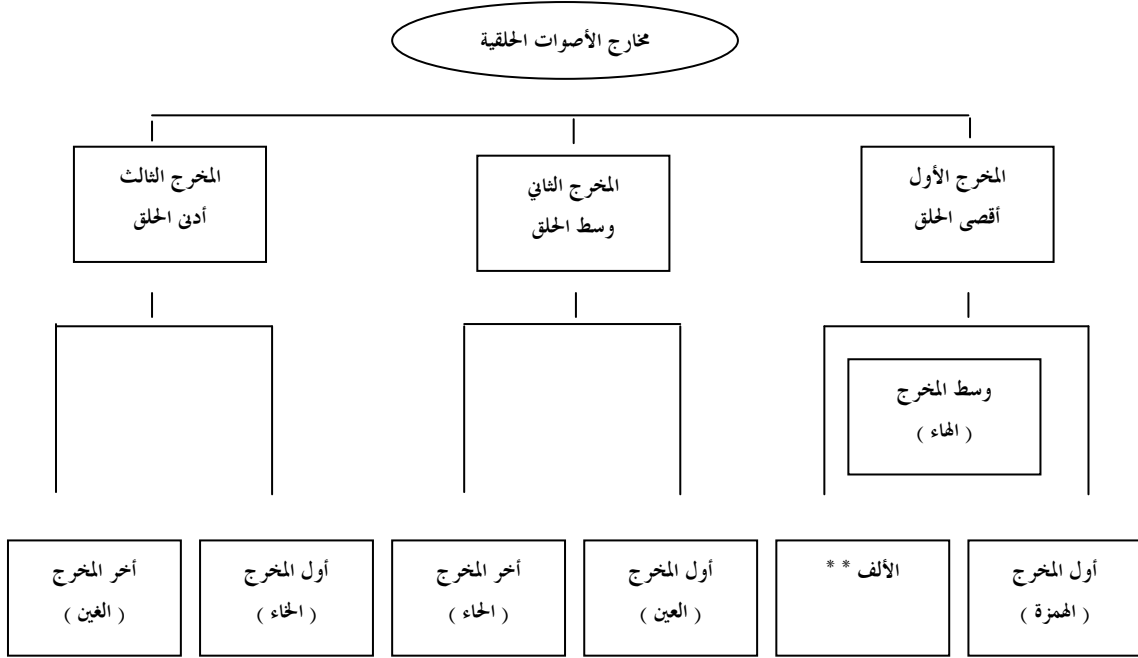 مخارج الأصوات الحلقية
المخرج الأول
أقصى الحلق
المخرج الثاني
وسط الحلق
المخرج الثالث
أدنى الحلق
وسط المخرج
( الهاء )
أول المخرج
( الهمزة )
الألف * *
أول المخرج
( العين )
أخر المخرج
( الحاء )
أول المخرج
( الخاء )
أخر المخرج
( الغين )